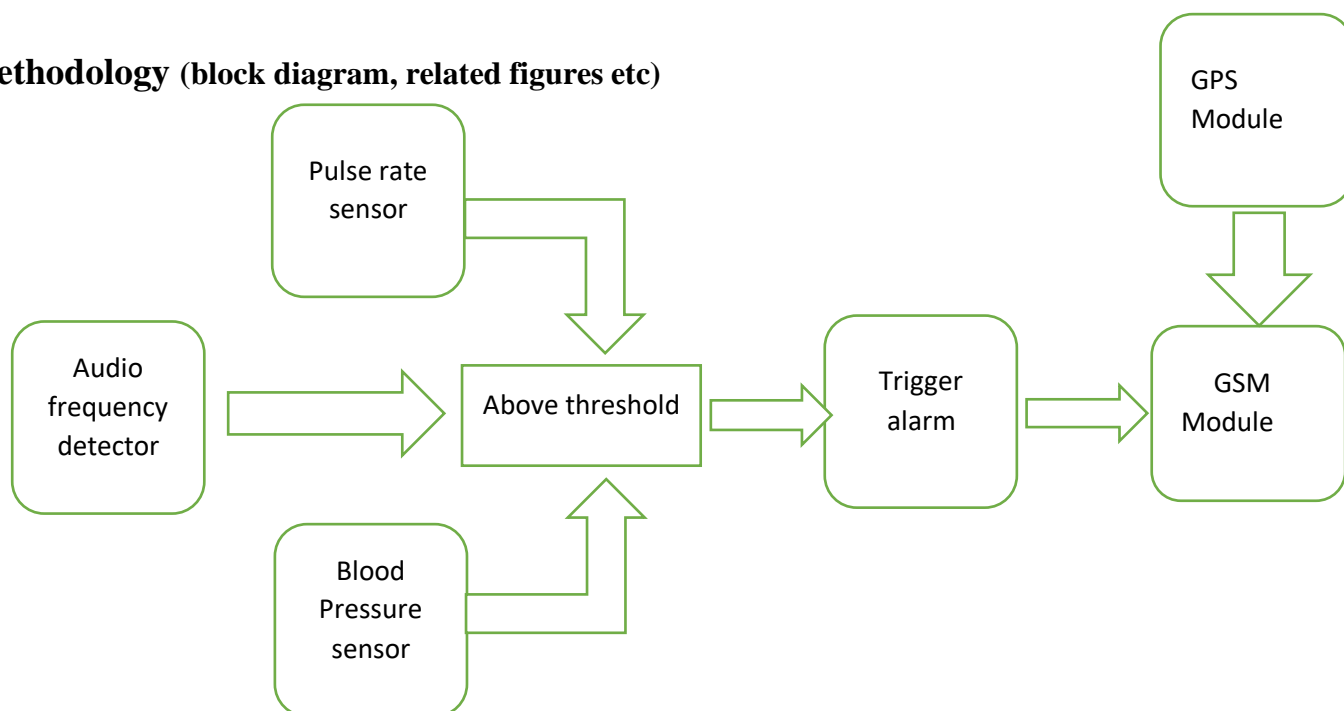 ethodology (block diagram, related figures etc)
GPS
Module
Pulse rate
sensor
Audio
frequency
detector
Above threshold
Trigger
alarm
GSM
Module
Blood
Pressure
sensor